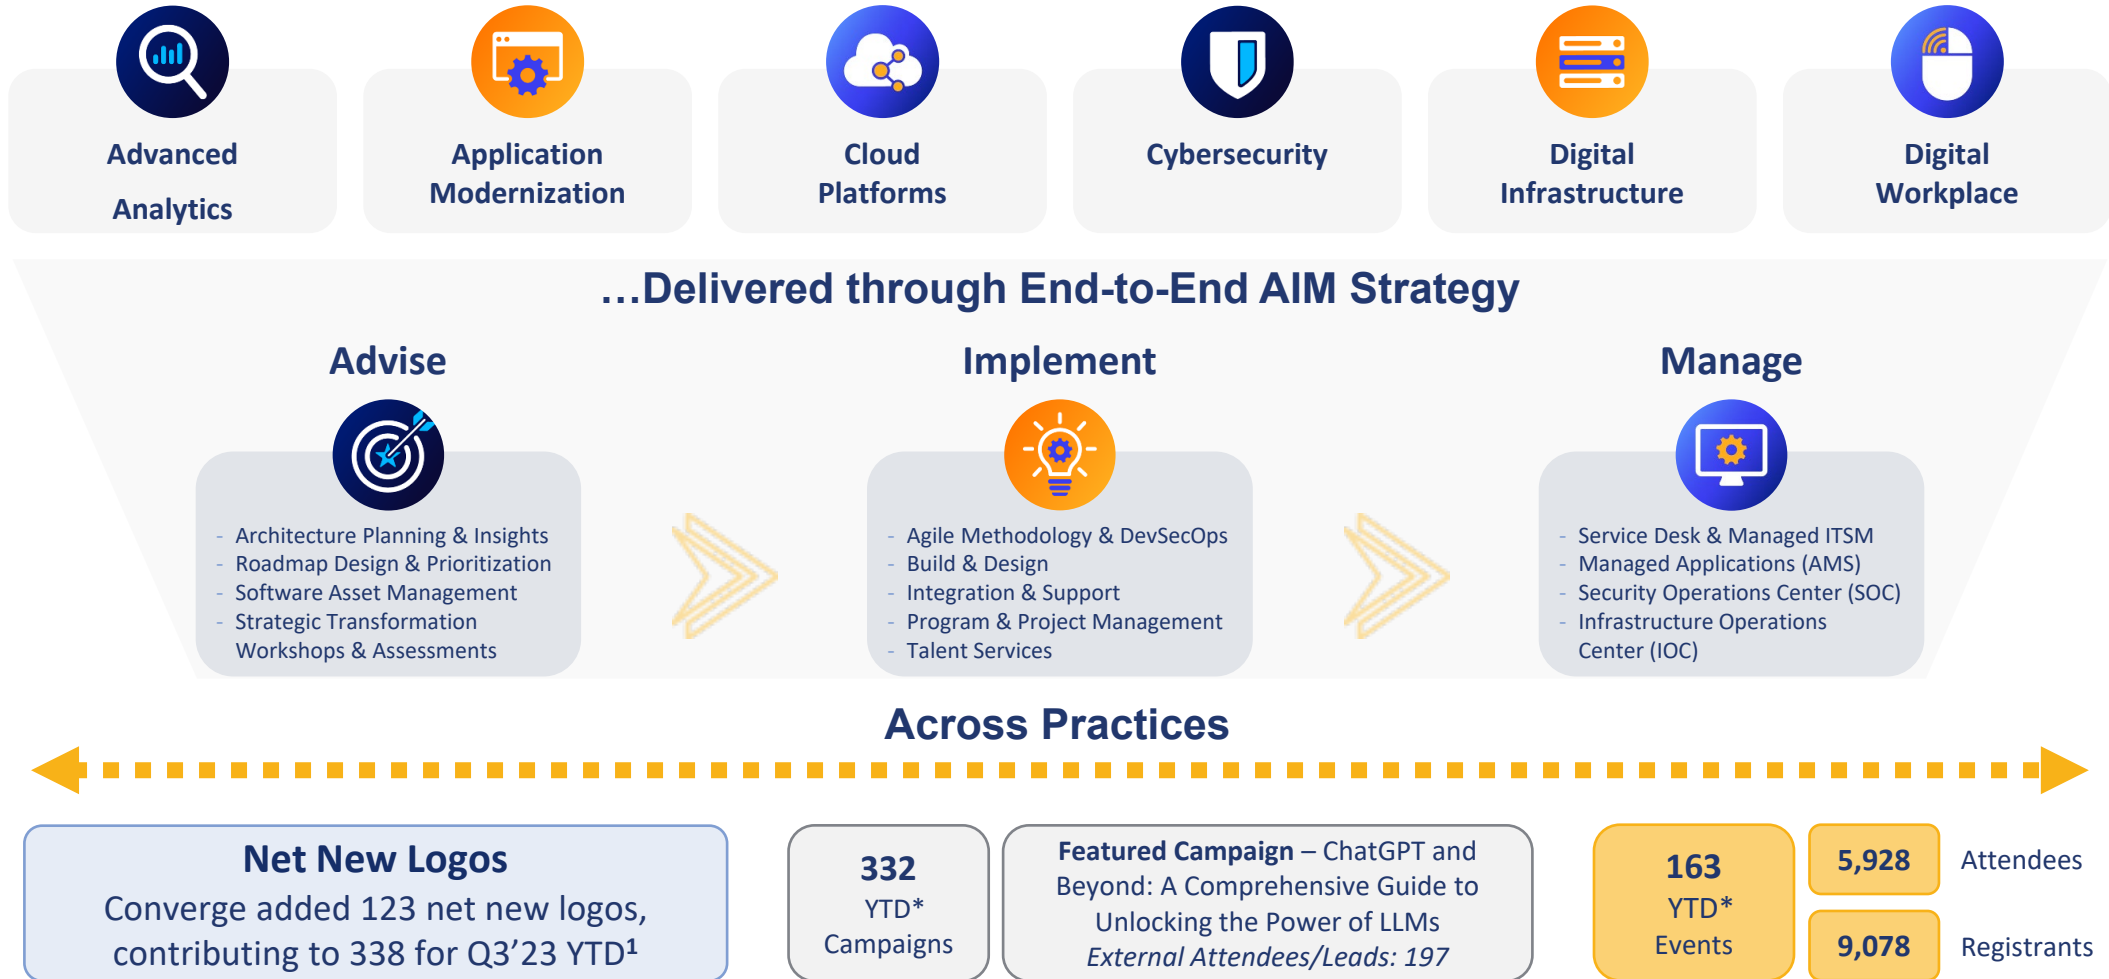 Advanced
Analytics
Application
Modernization
Cloud
Platforms
Cybersecurity
Digital
Infrastructure
Digital
Workplace
…Delivered through End-to-End AIM Strategy
Advise
- Architecture Planning & Insights
- Roadmap Design & Prioritization
- Software Asset Management
- Strategic Transformation
Workshops & Assessments
Implement
- Agile Methodology & DevSecOps
- Build & Design
- Integration & Support
- Program & Project Management
- Talent Services
Manage
- Service Desk & Managed ITSM
- Managed Applications (AMS)
- Security Operations Center (SOC)
- Infrastructure Operations
Center (IOC)
Across Practices
Net New Logos
Converge added 123 net new logos,
contributing to 338 for Q3’23 YTD¹
332
YTD*
Campaigns
Featured Campaign – ChatGPT and
Beyond: A Comprehensive Guide to
Unlocking the Power of LLMs
External Attendees/Leads: 197
163
YTD*
Events
5,928 Attendees
9,078 Registrants